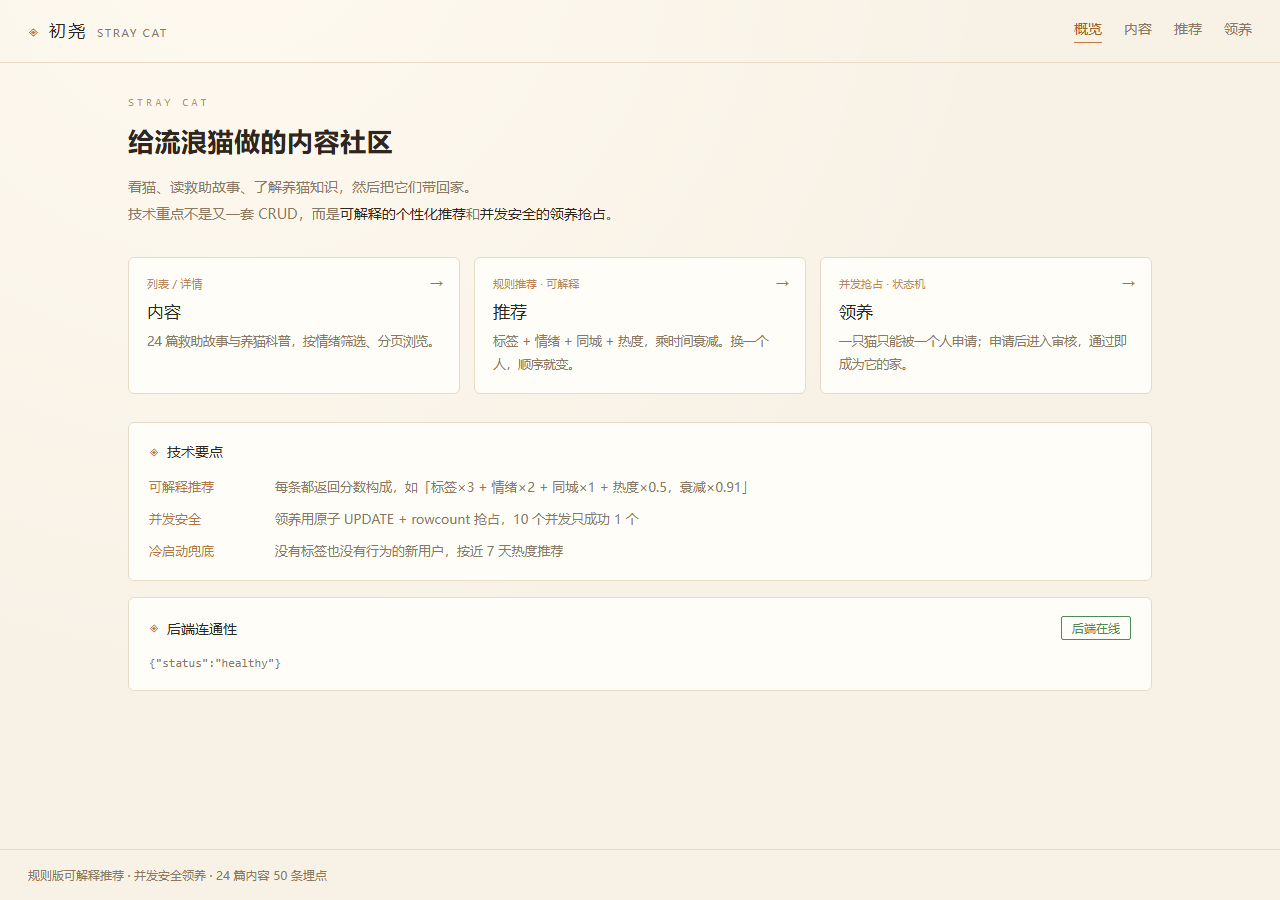 ◈ 初尧 STRAY CAT
概览 内容 推荐 领养
STRAY CAT
给流浪猫做的内容社区
看猫、读救助故事、了解养猫知识，然后把它们带回家。
技术重点不是又一套 CRUD，而是可解释的个性化推荐和并发安全的领养抢占。
列表 / 详情 →
内容
24 篇救助故事与养猫科普，按情绪筛选、分页浏览。
规则推荐 · 可解释 →
推荐
标签 + 情绪 + 同城 + 热度，乘时间衰减。换一个
人，顺序就变。
并发抢占 · 状态机 →
领养
一只猫只能被一个人申请；申请后进入审核，通过即
成为它的家。
◈ 技术要点
可解释推荐 每条都返回分数构成，如「标签×3 + 情绪×2 + 同城×1 + 热度×0.5，衰减×0.91」
并发安全 领养用原子 UPDATE + rowcount 抢占，10 个并发只成功 1 个
冷启动兜底 没有标签也没有行为的新用户，按近 7 天热度推荐
◈ 后端连通性 后端在线
{"status":"healthy"}
规则版可解释推荐 · 并发安全领养 · 24 篇内容 50 条埋点